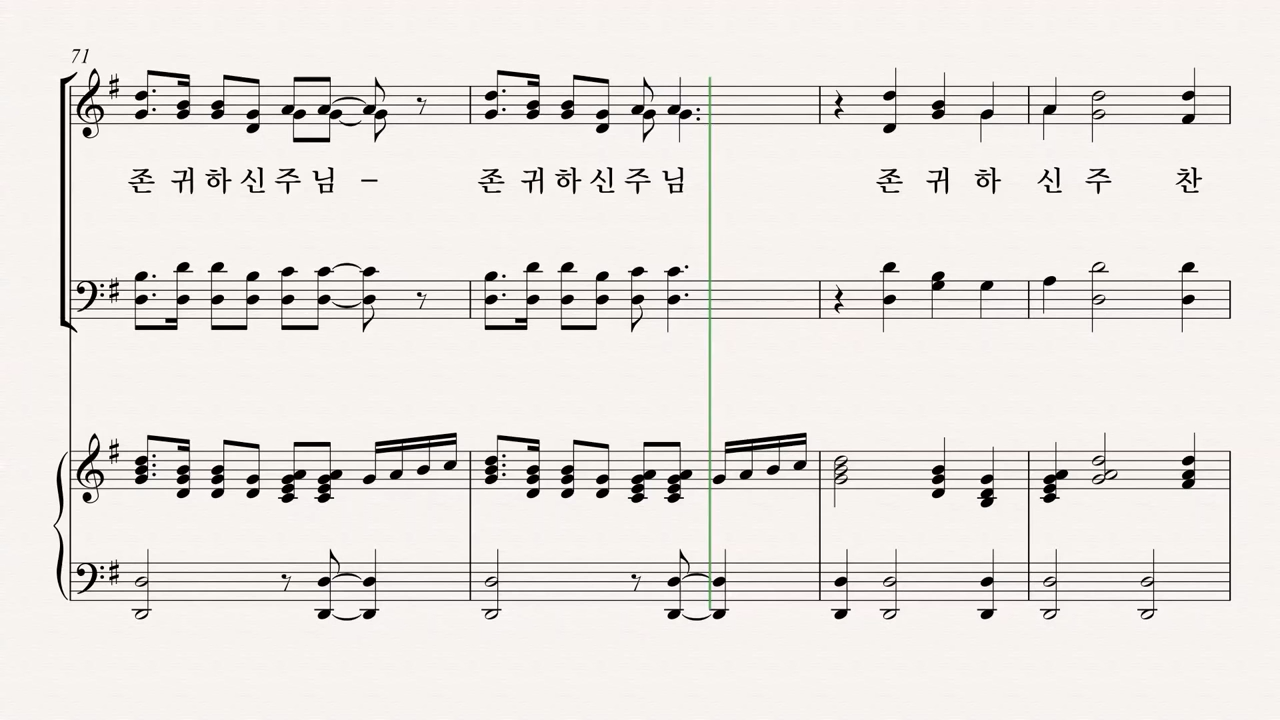 71
존 귀 하 신 주 님 – 존 귀 하 신 주 님 존 귀 하 신 주 찬